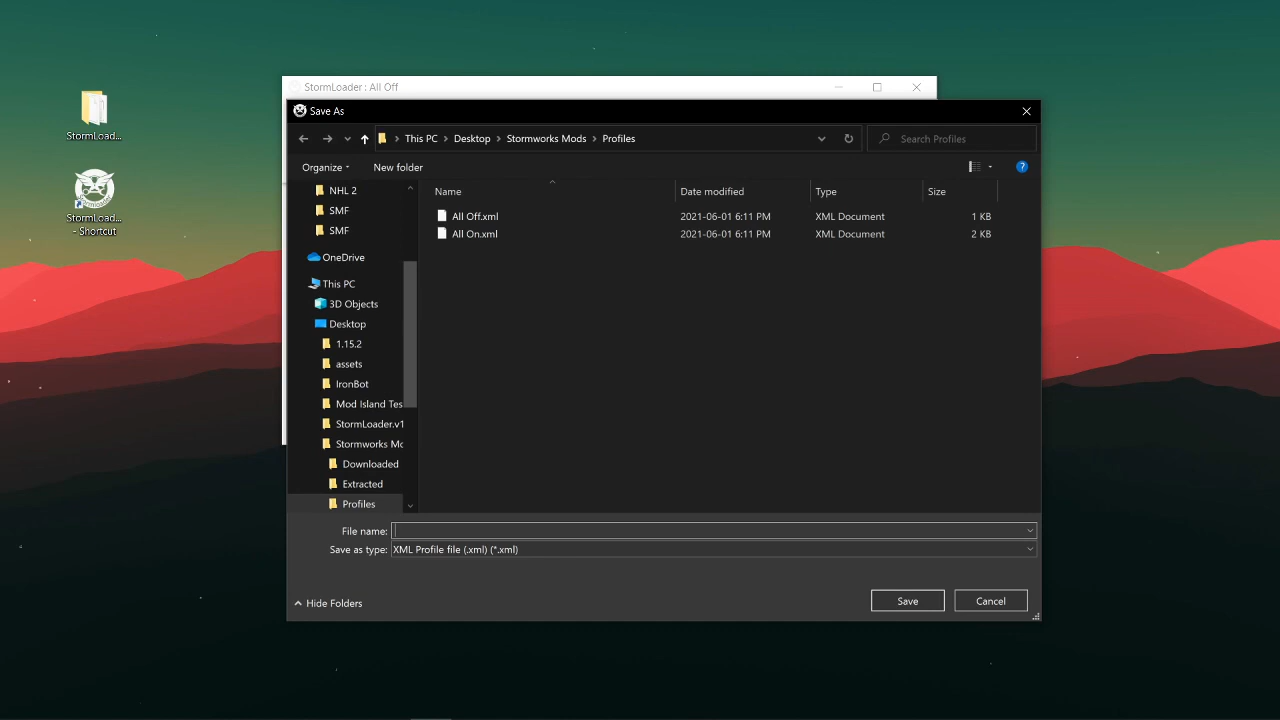 StormLoad...
StormLoad...
- Shortcut
StormLoader : All Off
Save As
This PC > Desktop > Stormworks Mods > Profiles
Search Profiles
Organize
New folder
?
Name
Date modified
Type
Size
All Off.xml
2021-06-01 6:11 PM
XML Document
1 KB
All On.xml
2021-06-01 6:11 PM
XML Document
2 KB
NHL 2
SMF
SMF
OneDrive
This PC
3D Objects
Desktop
1.15.2
assets
IronBot
Mod Island Tes
StormLoader.v1
Stormworks Mo
Downloaded
Extracted
Profiles
File name:
Save as type: XML Profile file (.xml) (*.xml)
Hide Folders
Save
Cancel